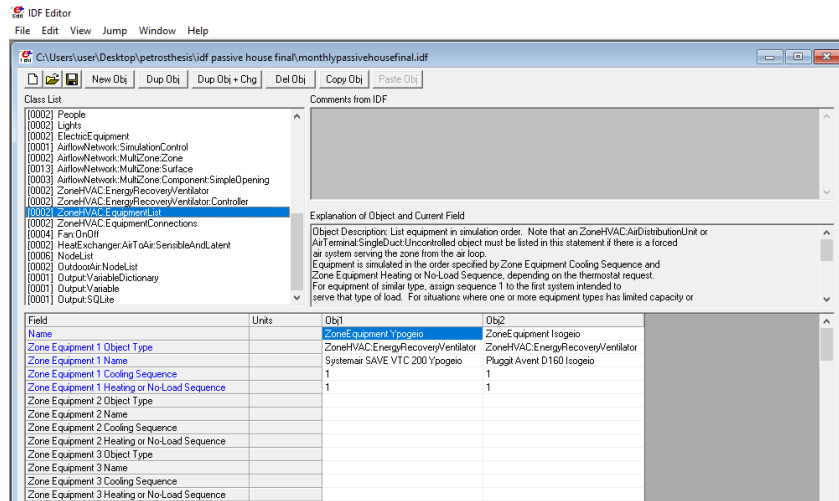 IDF Editor
File Edit View Jump Window Help
C:\Users\user\Desktop\petrosthesis\idf passive house final\monthlypassivehousefinal.idf
New Obj Dup Obj Dup Obj + Chg Del Obj Copy Obj Paste Obj
Class List
[0002] People
[0002] Lights
[0002] ElectricEquipment
[0001] AirflowNetwork:SimulationControl
[0002] AirflowNetwork:MultiZone:Zone
[0013] AirflowNetwork:MultiZone:Surface
[0003] AirflowNetwork:MultiZone:Component:SimpleOpening
[0002] ZoneHVAC:EnergyRecoveryVentilator
[0002] ZoneHVAC:EnergyRecoveryVentilator:Controller
[0002] ZoneHVAC:EquipmentList
[0002] ZoneHVAC:EquipmentConnections
[0004] Fan:OnOff
[0002] HeatExchanger:AirToAir:SensibleAndLatent
[0006] NodeList
[0002] OutdoorAir:NodeList
[0001] Output:VariableDictionary
[0001] Output:Variable
[0001] Output:SQLite
Comments from IDF
Explanation of Object and Current Field
Object Description: List equipment in simulation order. Note that an ZoneHVAC:AirDistributionUnit or
AirTerminal:SingleDuct:Uncontrolled object must be listed in this statement if there is a forced
air system serving the zone from the air loop.
Equipment is simulated in the order specified by Zone Equipment Cooling Sequence and
Zone Equipment Heating or No-Load Sequence, depending on the thermostat request.
For equipment of similar type, assign sequence 1 to the first system intended to
serve that type of load. For situations where one or more equipment types has limited capacity or
Field Units Obj1 Obj2
Name ZoneEquipment Ypogeio ZoneEquipment Isogeio
Zone Equipment 1 Object Type ZoneHVAC:EnergyRecoveryVentilator ZoneHVAC:EnergyRecoveryVentilator
Zone Equipment 1 Name Systemair SAVE VTC 200 Ypogeio Pluggit Avent D160 Isogeio
Zone Equipment 1 Cooling Sequence 1 1
Zone Equipment 1 Heating or No-Load Sequence 1 1
Zone Equipment 2 Object Type
Zone Equipment 2 Name
Zone Equipment 2 Cooling Sequence
Zone Equipment 2 Heating or No-Load Sequence
Zone Equipment 3 Object Type
Zone Equipment 3 Name
Zone Equipment 3 Cooling Sequence
Zone Equipment 3 Heating or No-Load Sequence